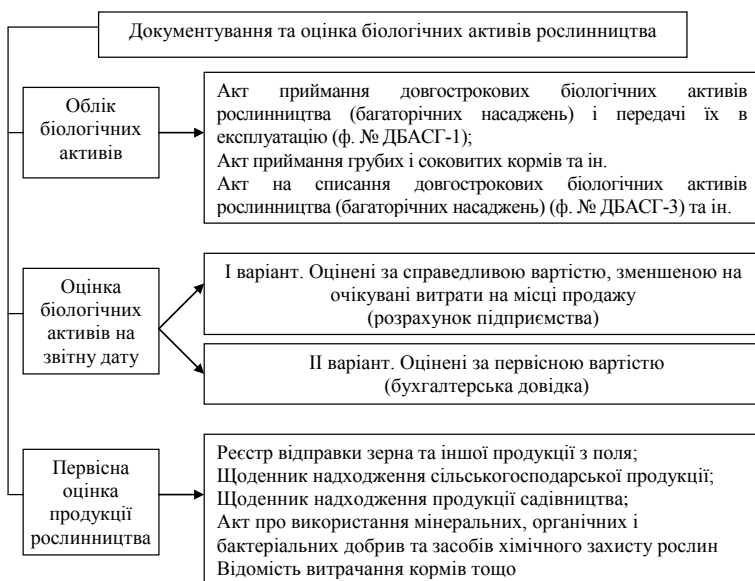 Документування та оцінка біологічних активів рослинництва
Облік
біологічних
активів
Акт приймання довгострокових біологічних активів
рослинництва (багаторічних насаджень) і передачі їх в
експлуатацію (ф. № ДБАСГ-1);
Акт приймання грубих і соковитих кормів та ін.
Акт на списання довгострокових біологічних активів
рослинництва (багаторічних насаджень) (ф. № ДБАСГ-3) та ін.
Оцінка
біологічних
активів на
звітну дату
І варіант. Оцінені за справедливою вартістю, зменшеною на
очікувані витрати на місці продажу
(розрахунок підприємства)
ІІ варіант. Оцінені за первісною вартістю
(бухгалтерська довідка)
Первісна
оцінка
продукції
рослинництва
Реєстр відправки зерна та іншої продукції з поля;
Щоденник надходження сільськогосподарської продукції;
Щоденник надходження продукції садівництва;
Акт про використання мінеральних, органічних і
бактеріальних добрив та засобів хімічного захисту рослин
Відомість витрачання кормів тощо